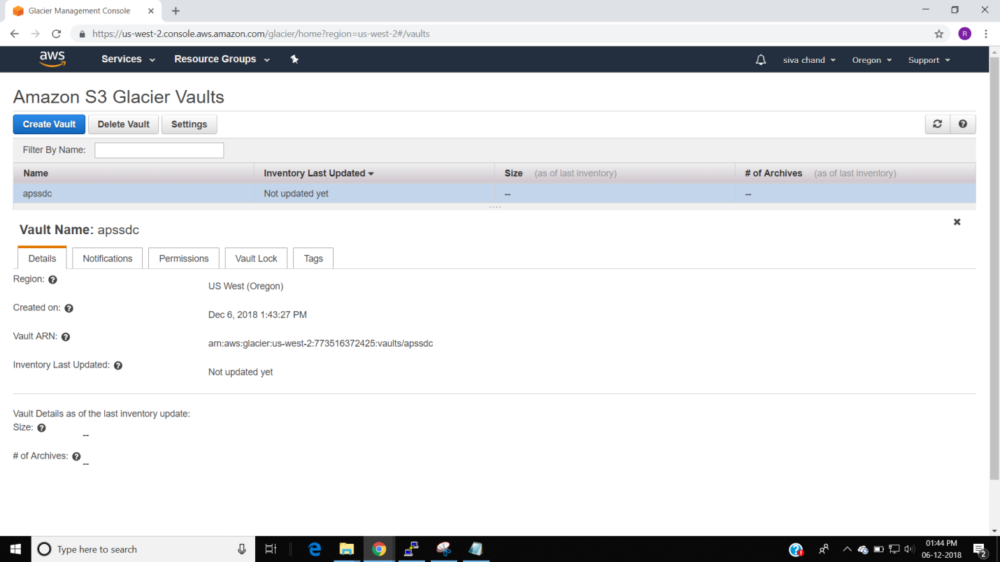 Glacier Management Console
https://us-west-2.console.aws.amazon.com/glacier/home?region=us-west-2#/vaults
R
aws Services Resource Groups siva chand Oregon Support
Amazon S3 Glacier Vaults
Create Vault Delete Vault Settings
Filter By Name:
Name Inventory Last Updated Size (as of last inventory) # of Archives (as of last inventory)
apssdc Not updated yet -- --
Vault Name: apssdc
Details Notifications Permissions Vault Lock Tags
Region:
US West (Oregon)
Created on:
Dec 6, 2018 1:43:27 PM
Vault ARN:
arn:aws:glacier:us-west-2:773516372425:vaults/apssdc
Inventory Last Updated:
Not updated yet
Vault Details as of the last inventory update:
Size:
--
# of Archives:
--
Type here to search
01:44 PM
06-12-2018
2